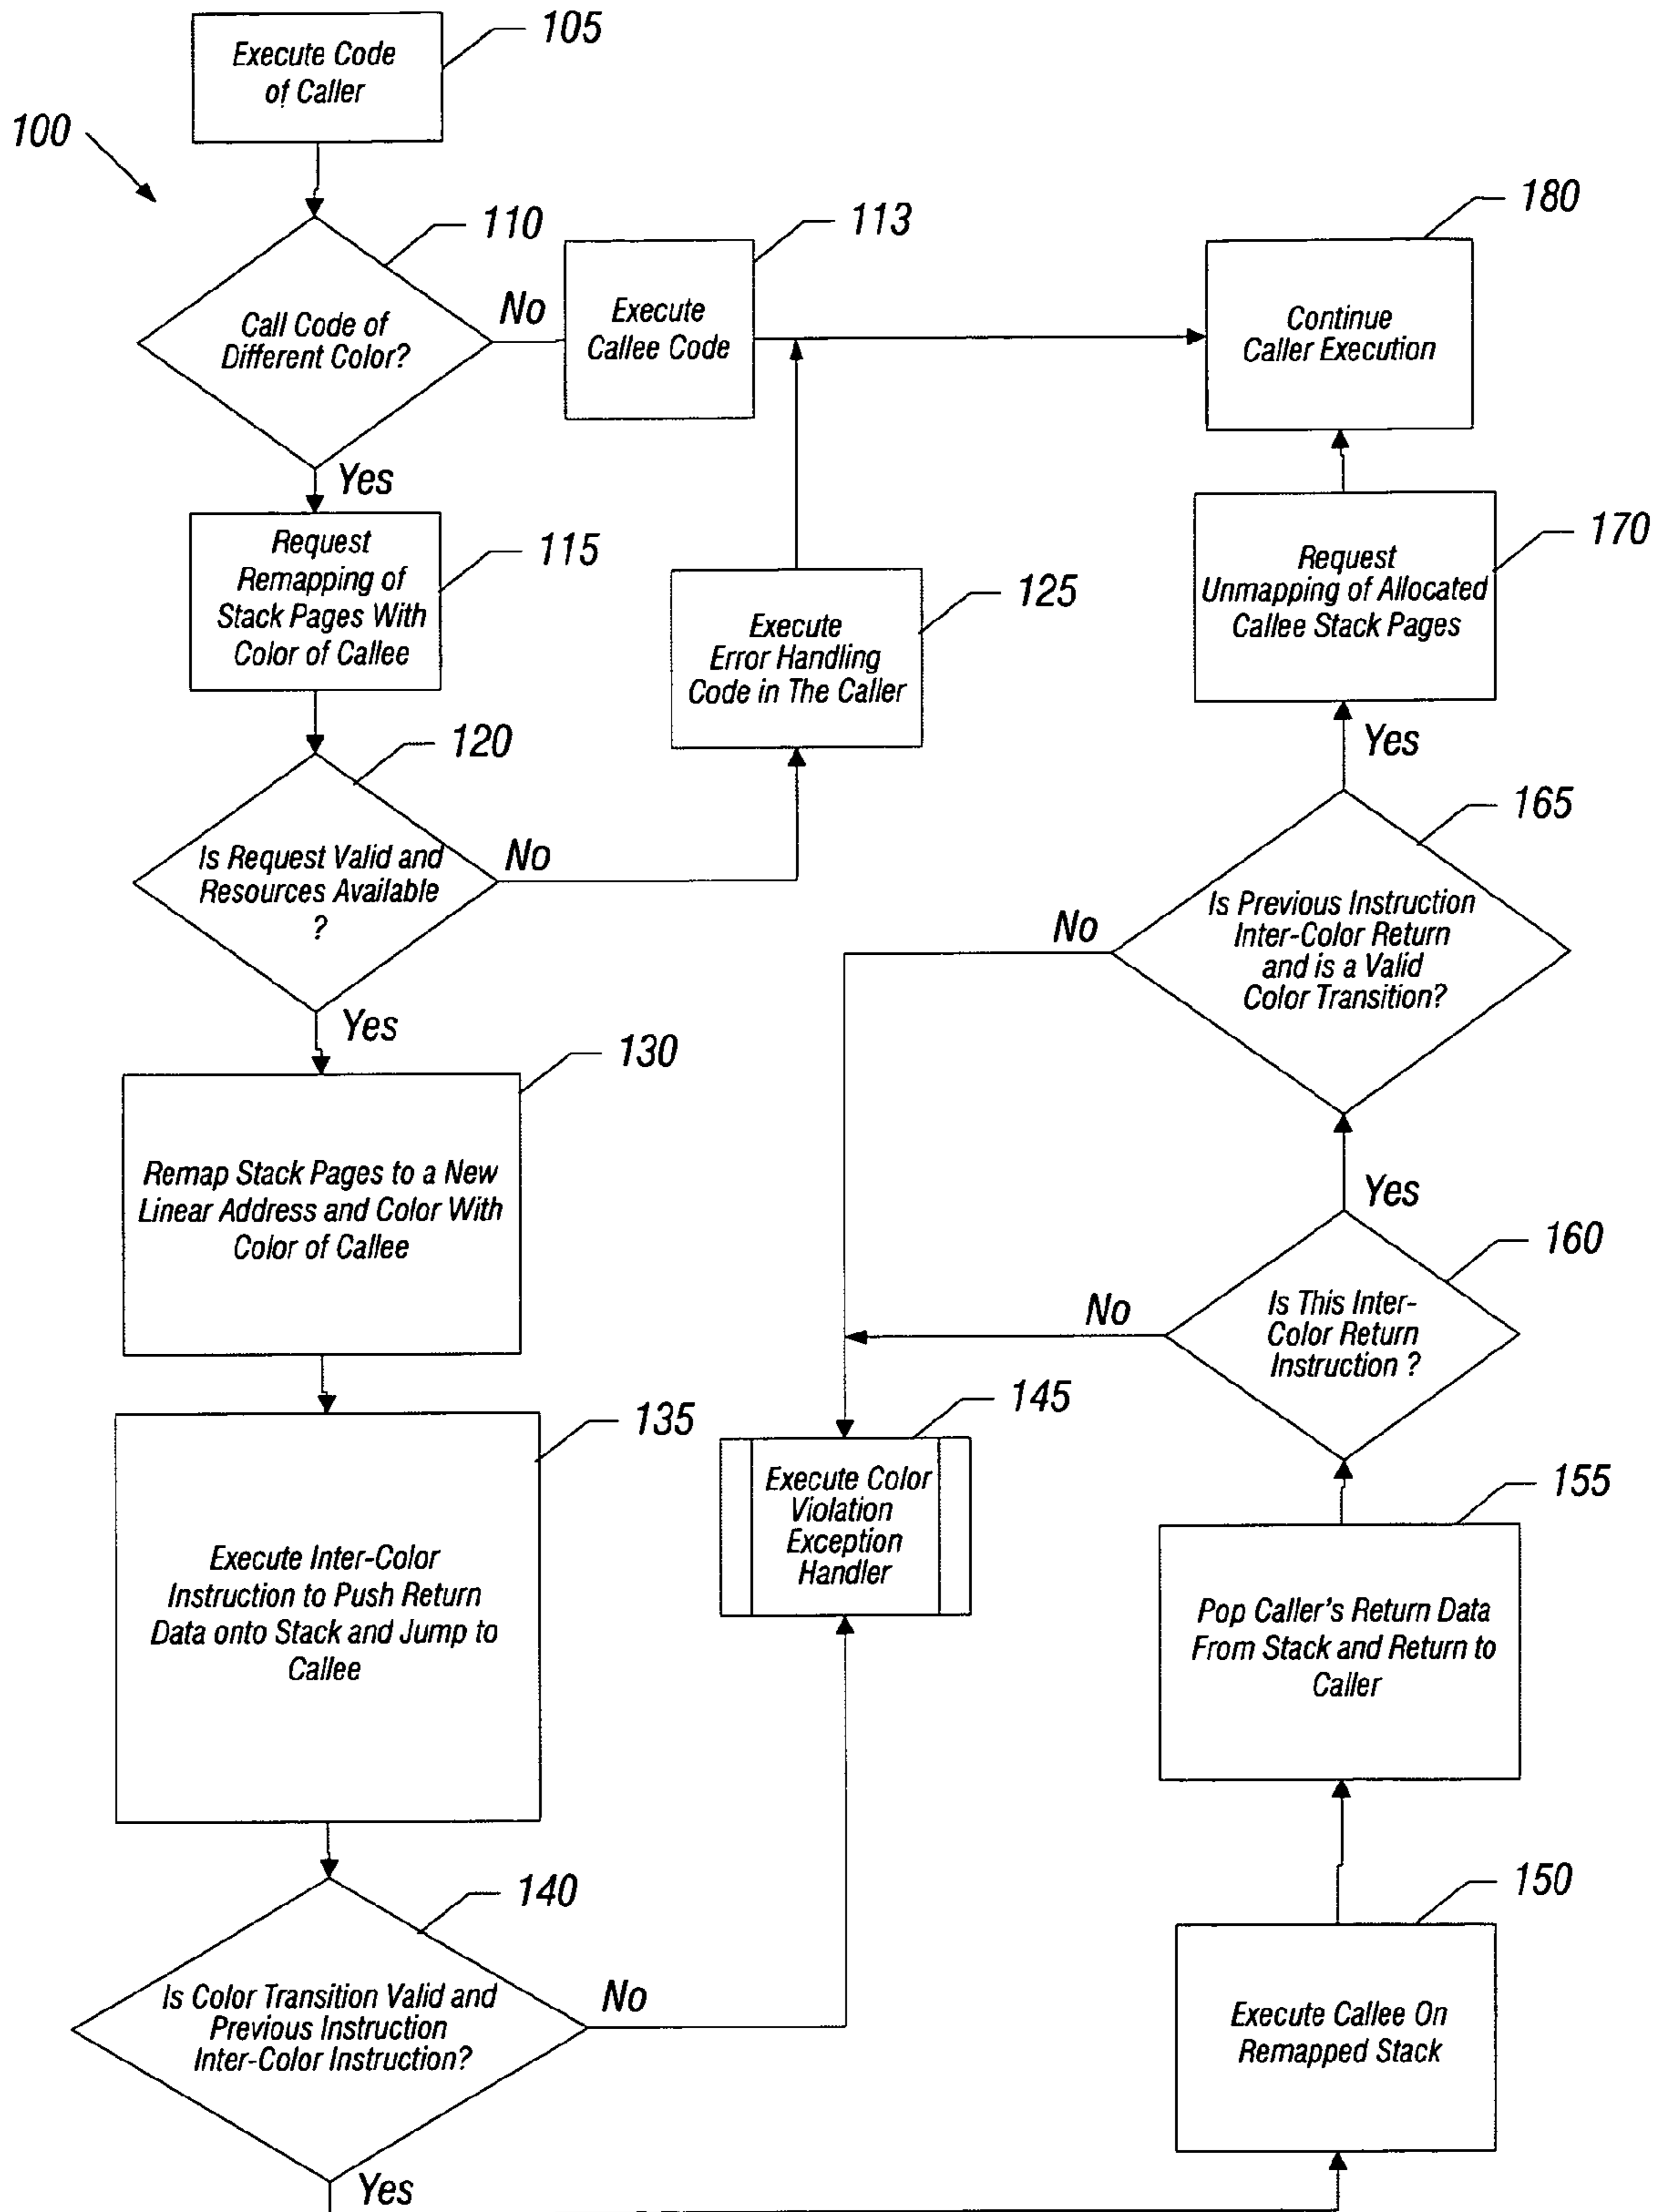 105
Execute Code
of Caller
100
110
Call Code of
Different Color?
No
113
Execute
Callee Code
180
Continue
Caller Execution
Yes
115
Request
Remapping of
Stack Pages With
Color of Callee
125
Execute
Error Handling
Code in The Caller
170
Request
Unmapping of Allocated
Callee Stack Pages
120
Is Request Valid and
Resources Available
?
No
Yes
165
Is Previous Instruction
Inter-Color Return
and is a Valid
Color Transition?
No
Yes
130
Remap Stack Pages to a New
Linear Address and Color With
Color of Callee
Yes
160
Is This Inter-
Color Return
Instruction ?
No
135
Execute Inter-Color
Instruction to Push Return
Data onto Stack and Jump to
Callee
145
Execute Color
Violation
Exception
Handler
155
Pop Caller's Return Data
From Stack and Return to
Caller
140
Is Color Transition Valid and
Previous Instruction
Inter-Color Instruction?
No
Yes
150
Execute Callee On
Remapped Stack